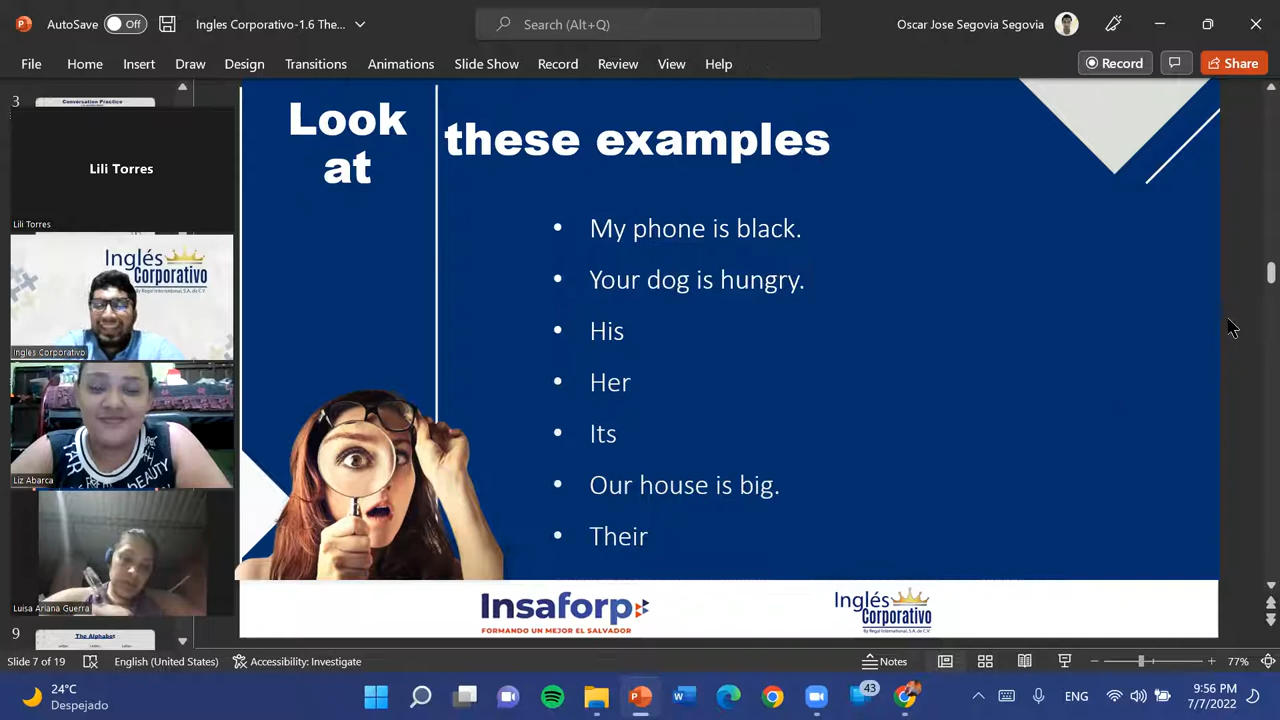 AutoSave Off Ingles Corporativo-1.6 The... Search (Alt+Q) Oscar Jose Segovia Segovia
File Home Insert Draw Design Transitions Animations Slide Show Record Review View Help Record Share
3
Conversation Practice
Lili Torres
Lili Torres
Inglés
Corporativo
By Regal International, S.A. de C.V.
Ingles Corporativo
Liz Abarca
Luisa Ariana Guerra
9
The Alphabet
Look
at
these examples
• My phone is black.
• Your dog is hungry.
• His
• Her
• Its
• Our house is big.
• Their
Insaforp
FORMANDO UN MEJOR EL SALVADOR
Inglés
Corporativo
By Regal International, S.A. de C.V.
Slide 7 of 19 English (United States) Accessibility: Investigate Notes 77%
24°C
Despejado
43
ENG
9:56 PM
7/7/2022